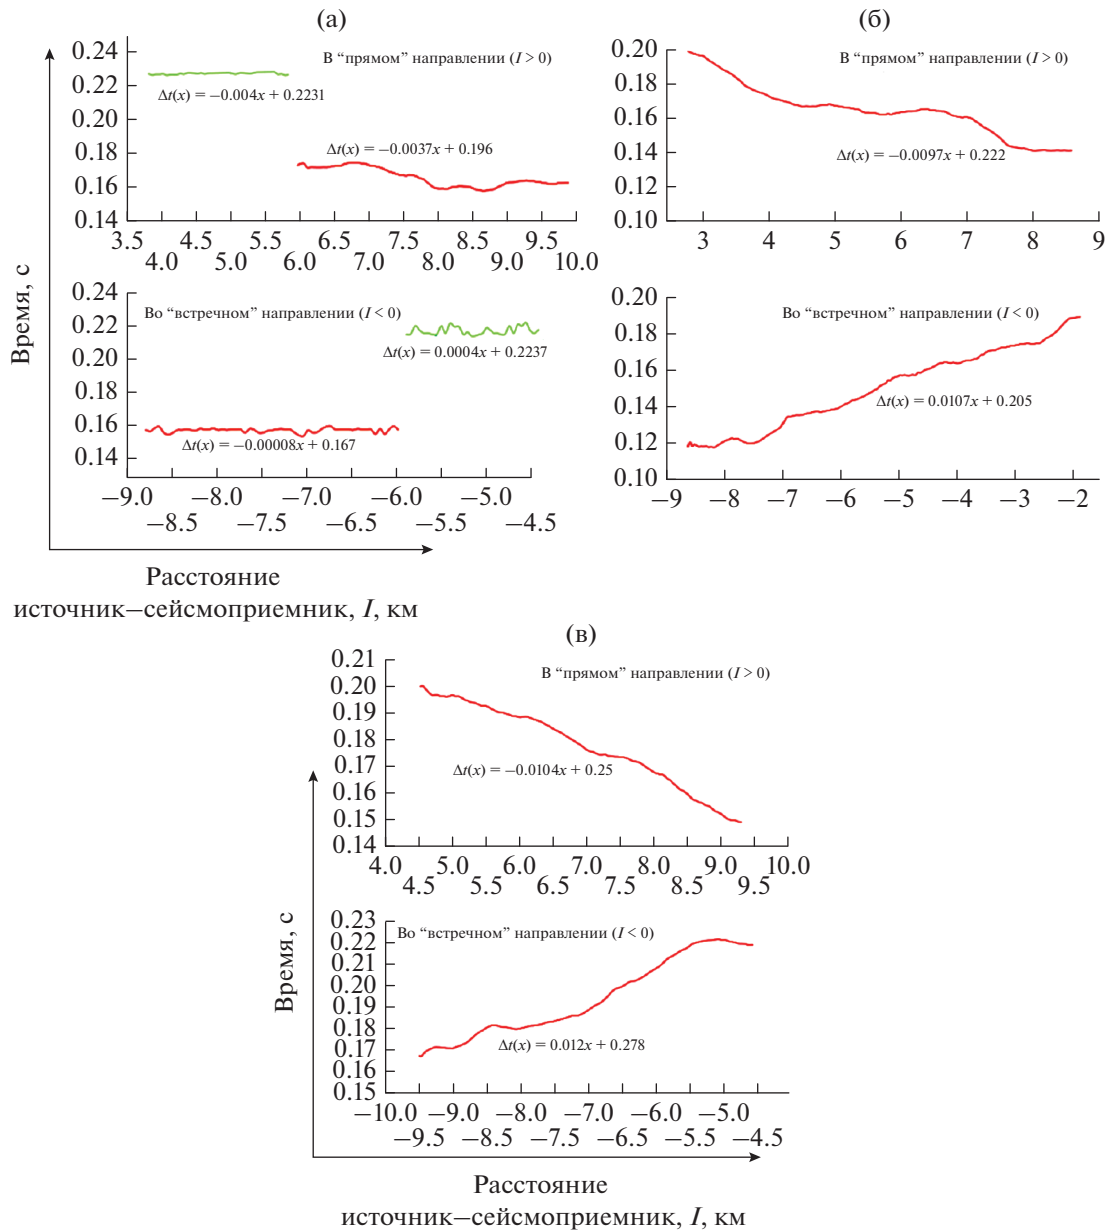 (а)
Время, с
0.24
0.22
0.20
0.18
0.16
0.14
В “прямом” направлении (I > 0)
Δt(x) = −0.004x + 0.2231
Δt(x) = −0.0037x + 0.196
3.5 4.5 5.5 6.5 7.5 8.5 9.5
4.0 5.0 6.0 7.0 8.0 9.0 10.0
0.24
0.22
0.20
0.18
0.16
0.14
Во “встречном” направлении (I < 0)
Δt(x) = 0.0004x + 0.2237
Δt(x) = −0.00008x + 0.167
−9.0 −8.0 −7.0 −6.0 −5.0
−8.5 −7.5 −6.5 −5.5 −4.5
Расстояние
источник–сейсмоприемник, I, км
(б)
0.20
0.18
0.16
0.14
0.12
0.10
В “прямом” направлении (I > 0)
Δt(x) = −0.0097x + 0.222
3 4 5 6 7 8 9
0.20
0.18
0.16
0.14
0.12
0.10
Во “встречном” направлении (I < 0)
Δt(x) = 0.0107x + 0.205
−9 −8 −7 −6 −5 −4 −3 −2
(в)
Время, с
0.21
0.20
0.19
0.18
0.17
0.16
0.15
0.14
В “прямом” направлении (I > 0)
Δt(x) = −0.0104x + 0.25
4.0 5.0 6.0 7.0 8.0 9.0 10.0
4.5 5.5 6.5 7.5 8.5 9.5
0.23
0.22
0.21
0.20
0.19
0.18
0.17
0.16
0.15
Во “встречном” направлении (I < 0)
Δt(x) = 0.012x + 0.278
−10.0 −9.0 −8.0 −7.0 −6.0 −5.0
−9.5 −8.5 −7.5 −6.5 −5.5 −4.5
Расстояние
источник–сейсмоприемник, I, км